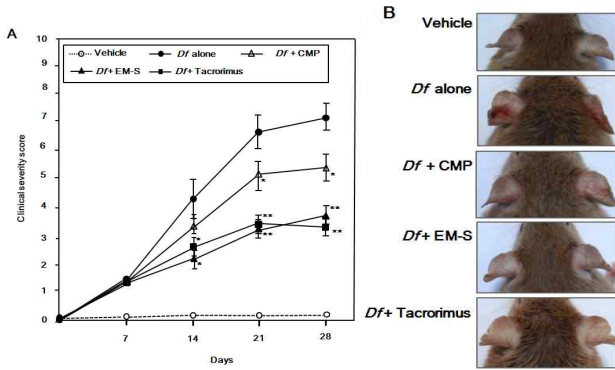 A
Clinical severity score
10
9
8
7
6
5
4
3
2
1
0
Vehicle Df alone Df + CMP
Df+ EM-S Df+ Tacrorimus
* * *
* ** **
** **
7 14 21 28
Days
B
Vehicle
Df alone
Df + CMP
Df+ EM-S
Df+ Tacrorimus